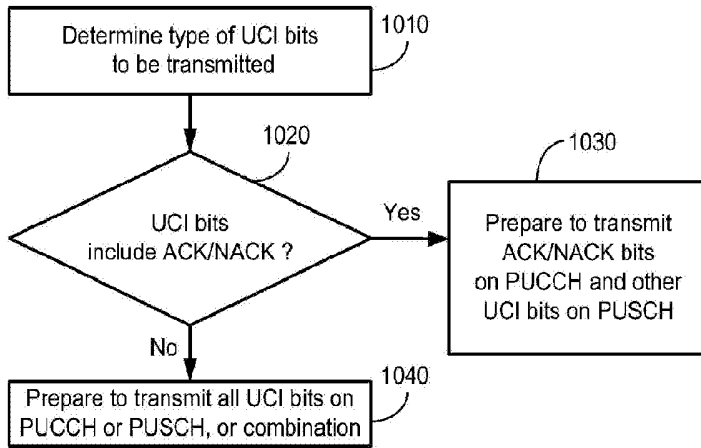 Determine type of UCI bits
to be transmitted
1010
1020
UCI bits
include ACK/NACK ?
Yes
1030
Prepare to transmit
ACK/NACK bits
on PUCCH and other
UCI bits on PUSCH
No
1040
Prepare to transmit all UCI bits on
PUCCH or PUSCH, or combination